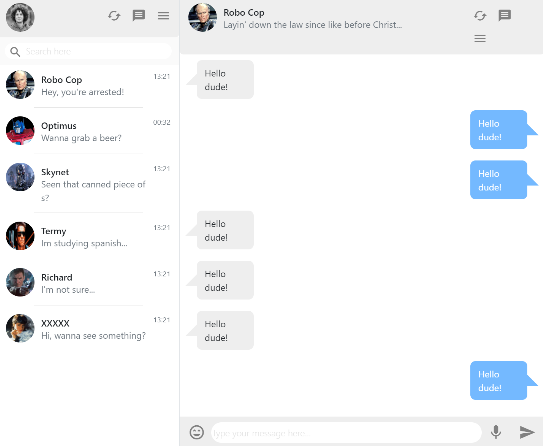 Search here
Robo Cop
13:21
Hey, you're arrested!
Optimus
00:32
Wanna grab a beer?
Skynet
13:21
Seen that canned piece of
s?
Termy
13:21
Im studying spanish...
Richard
13:21
I'm not sure...
XXXXX
13:21
Hi, wanna see something?
Robo Cop
Layin' down the law since like before Christ...
Hello
dude!
Hello
dude!
Hello
dude!
Hello
dude!
Hello
dude!
Hello
dude!
Hello
dude!
Type your message here